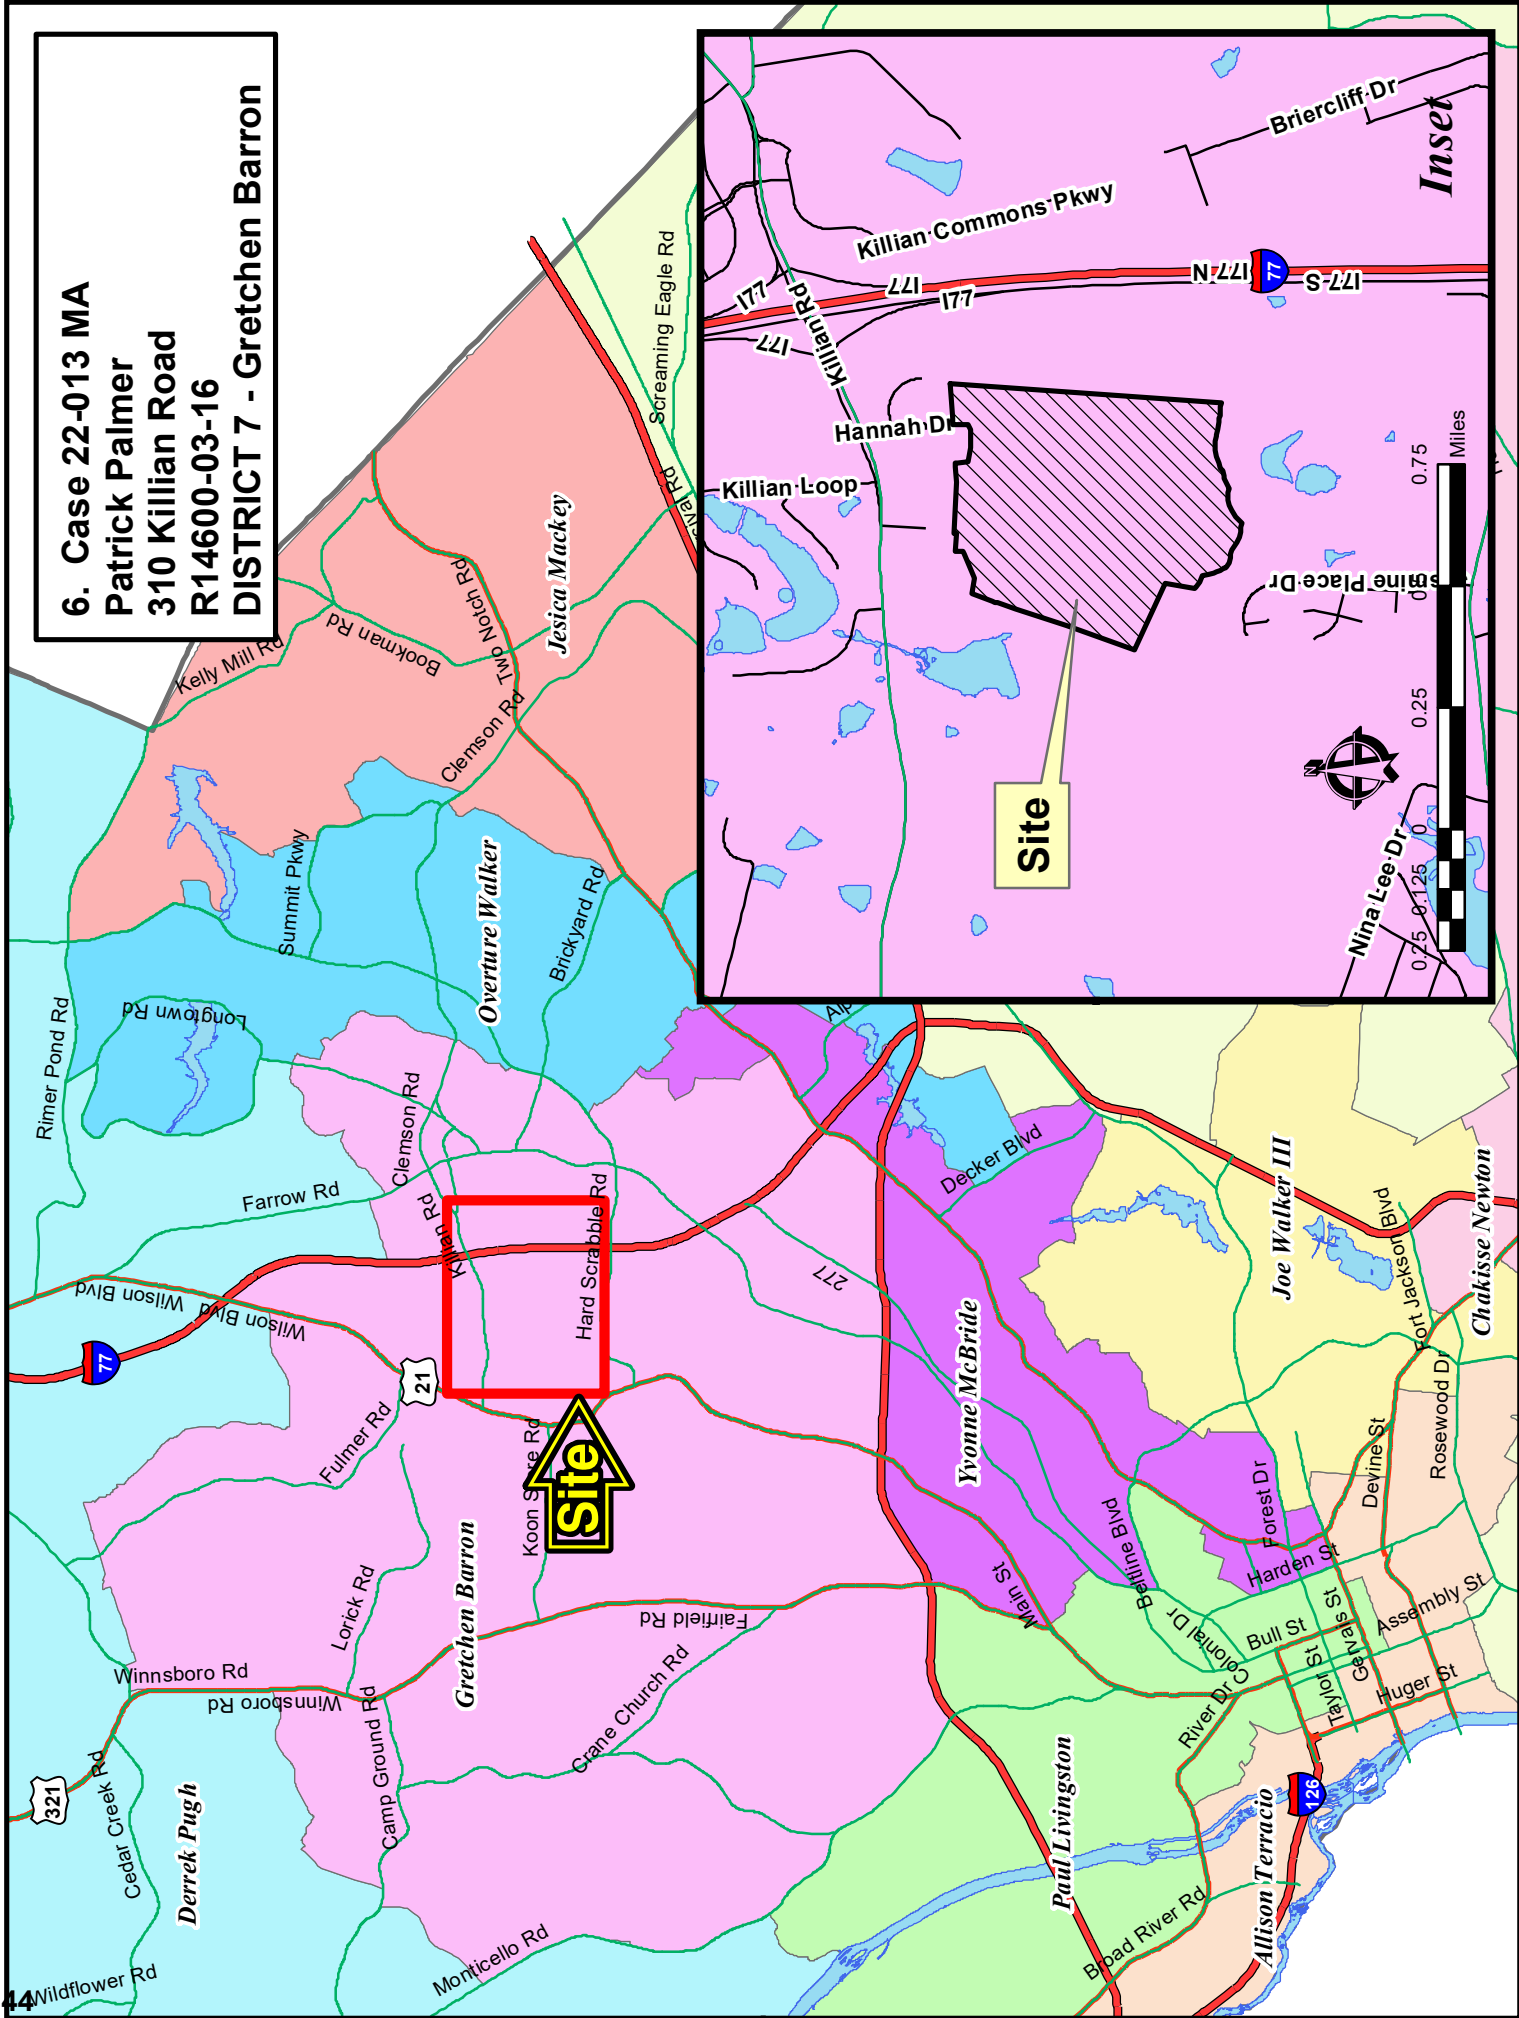 6. Case 22-013 MA
Patrick Palmer
310 Killian Road
R14600-03-16
DISTRICT 7 - Gretchen Barron
44
Wildflower Rd
Cedar Creek Rd
321
Derrek Pugh
Winnsboro Rd
Winnsboro Rd
Camp Ground Rd
Lorick Rd
Gretchen Barron
Monticello Rd
Crane Church Rd
Fairfield Rd
Fulmer Rd
21
77
Wilson Blvd
Wilson Blvd
Farrow Rd
Rimer Pond Rd
Longtown Rd
Clemson Rd
Killian Rd
Hard Scrabble Rd
Site
Summit Pkwy
Overture Walker
Brickyard Rd
Kelly Mill Rd
Bookman Rd
Two Notch Rd
Clemson Rd
Jesica Mackey
Screaming Eagle Rd
277
Decker Blvd
Yvonne McBride
Joe Walker III
Fort Jackson Blvd
Chakisse Newton
Main St
Beltline Blvd
Colonial Dr
Forest Dr
Harden St
Devine St
Rosewood Dr
Bull St
Taylor St
Gervais St
Assembly St
Huger St
River Dr
Paul Livingston
Broad River Rd
Allison Terracio
126
Inset
Killian Loop
Hannah Dr
Killian Rd
I77
I77
I77
I77
I77 N
77
I77 S
Killian Commons Pkwy
Briercliff Dr
Site
Nina Lee Dr
N
0.25 0.125 0 0.25 0.75
Miles